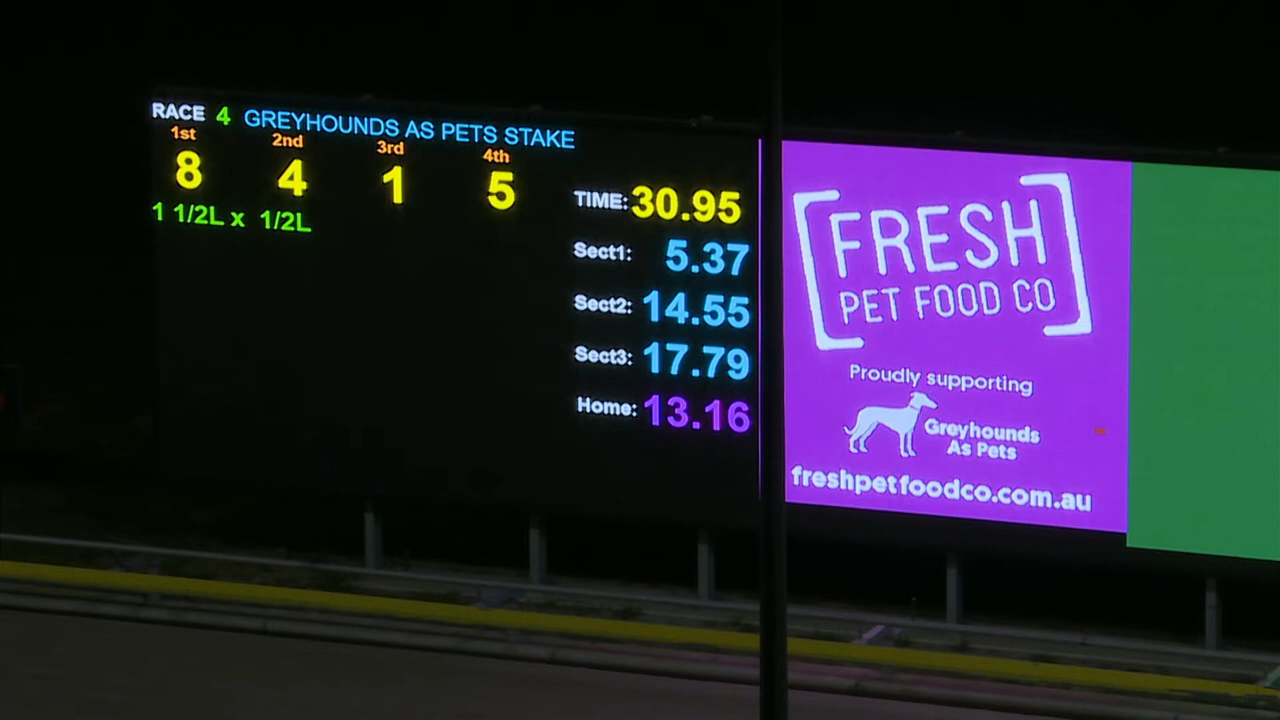 RACE 4 GREYHOUNDS AS PETS STAKE
1st 2nd 3rd 4th
8 4 1 5
1 1/2L x 1/2L
TIME: 30.95
Sect1: 5.37
Sect2: 14.55
Sect3: 17.79
Home: 13.16
FRESH
PET FOOD CO
Proudly supporting
Greyhounds
As Pets
freshpetfoodco.com.au